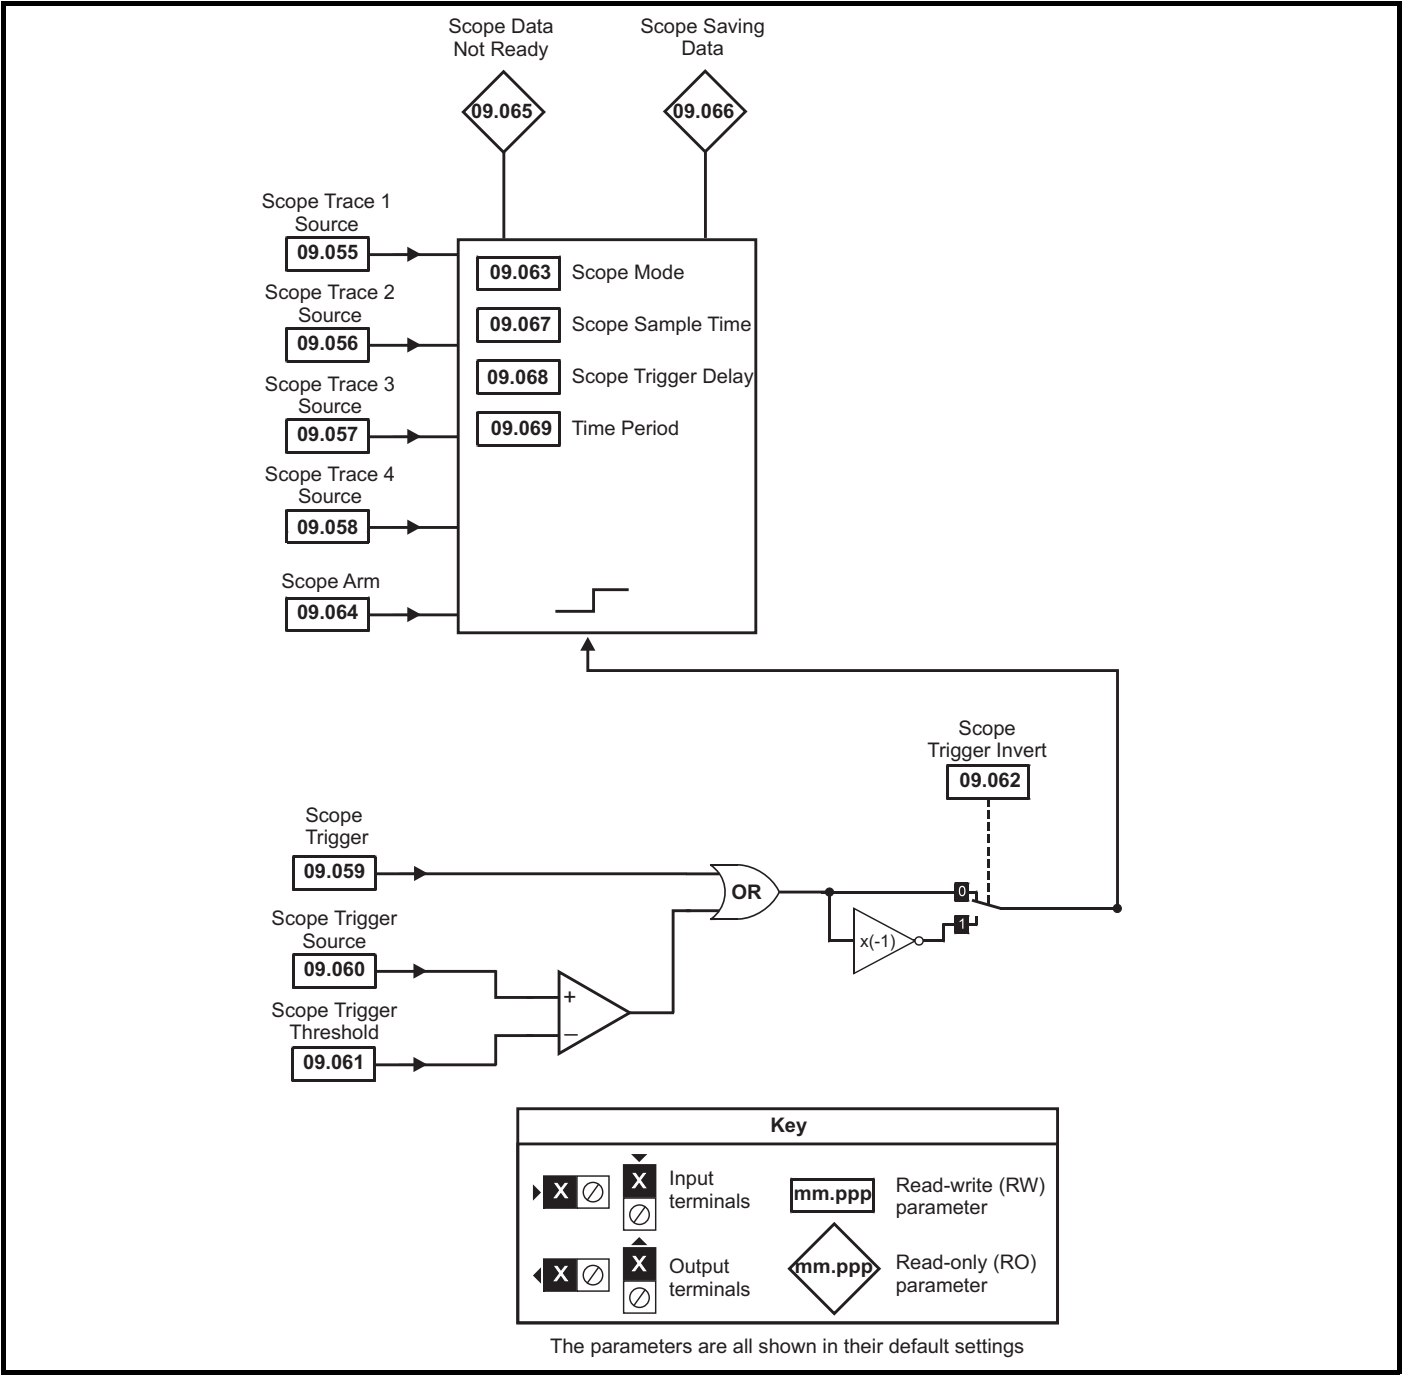 Scope Data
Not Ready
Scope Saving
Data
09.065
09.066
Scope Trace 1
Source
09.055
Scope Trace 2
Source
09.056
Scope Trace 3
Source
09.057
Scope Trace 4
Source
09.058
Scope Arm
09.064
09.063 Scope Mode
09.067 Scope Sample Time
09.068 Scope Trigger Delay
09.069 Time Period
Scope
Trigger Invert
09.062
Scope
Trigger
09.059
Scope Trigger
Source
09.060
Scope Trigger
Threshold
09.061
+
−
OR
x(-1)
0
1
Key
X
X
Input
terminals
mm.ppp
Read-write (RW)
parameter
X
X
Output
terminals
mm.ppp
Read-only (RO)
parameter
The parameters are all shown in their default settings